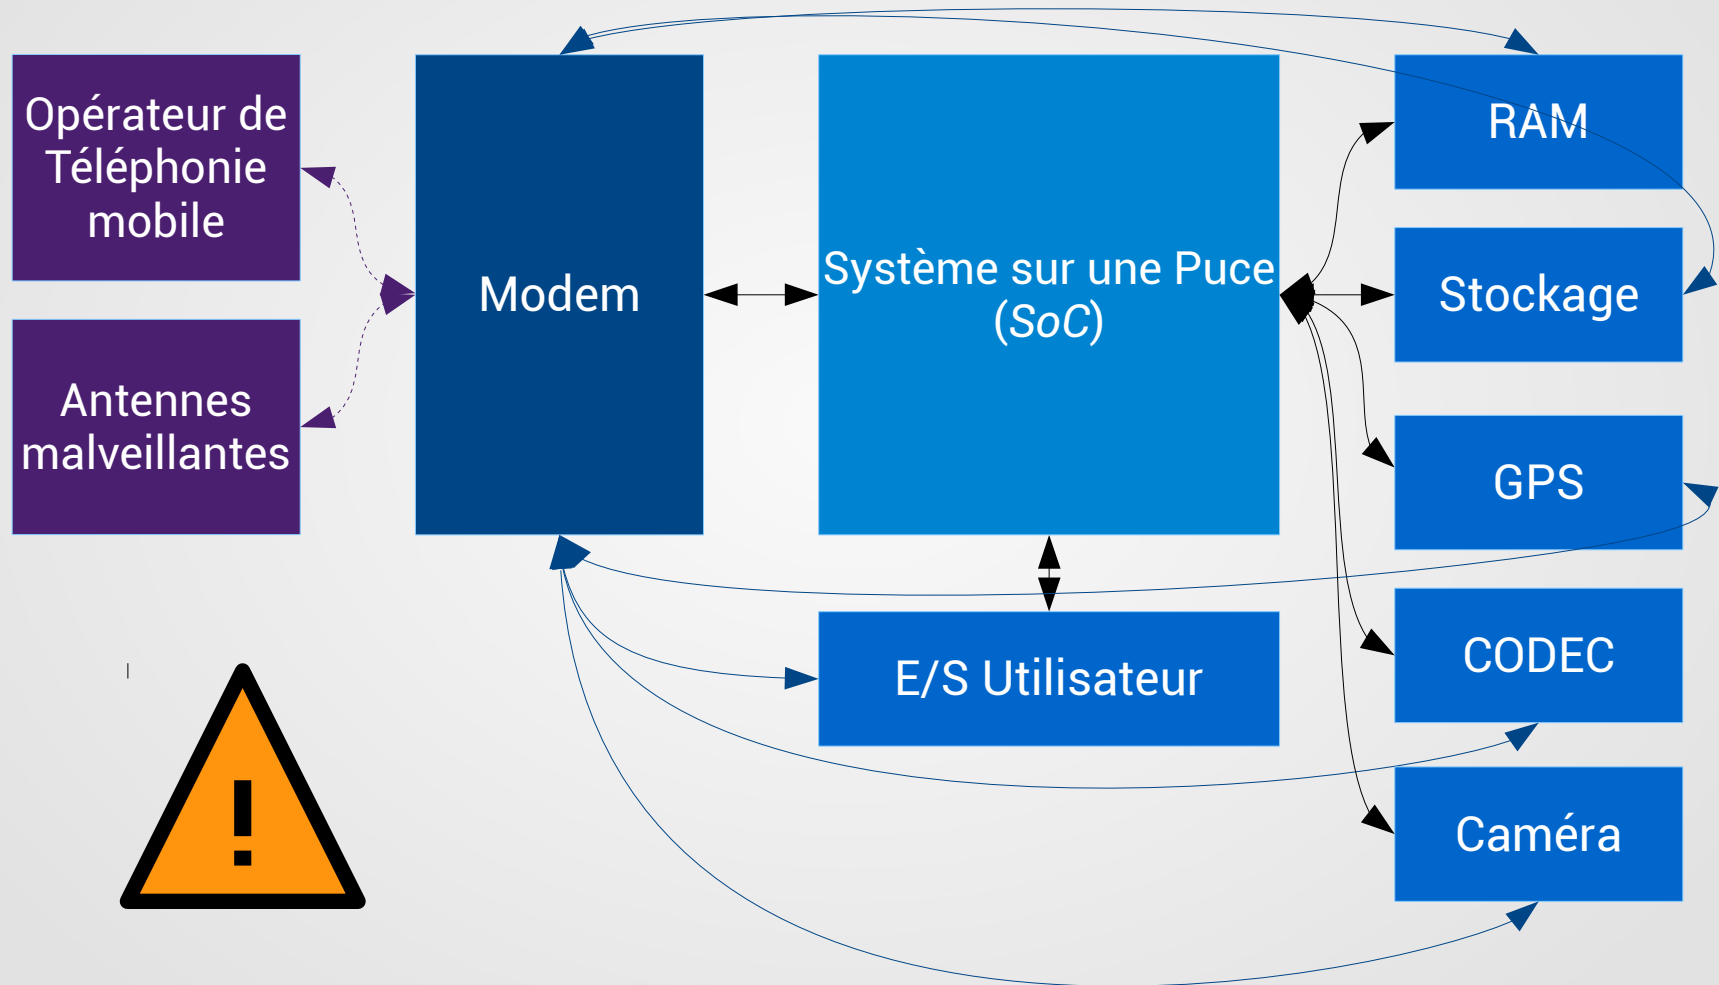 Opérateur de
Téléphonie
mobile
Antennes
malveillantes
Modem
Système sur une Puce
(SoC)
E/S Utilisateur
RAM
Stockage
GPS
CODEC
Caméra
!